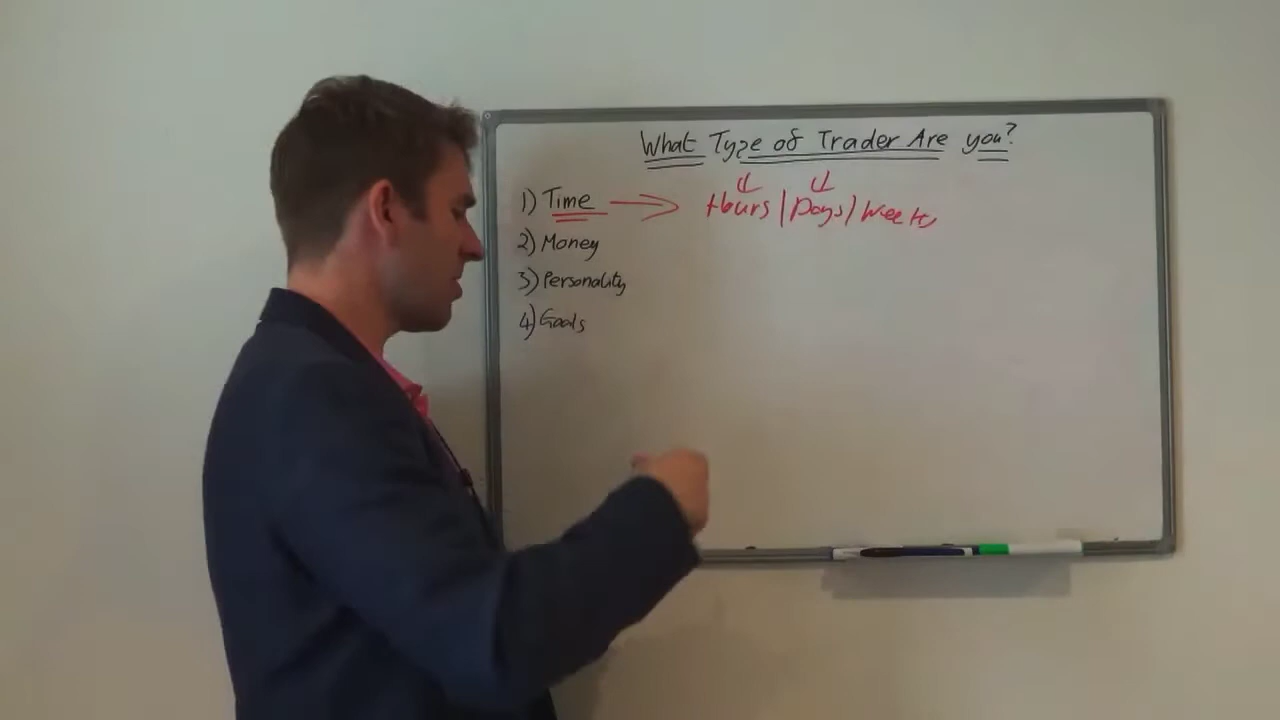 What Type of Trader Are you?
1) Time → Hours | Days | Weeks
2) Money
3) Personality
4) Goals